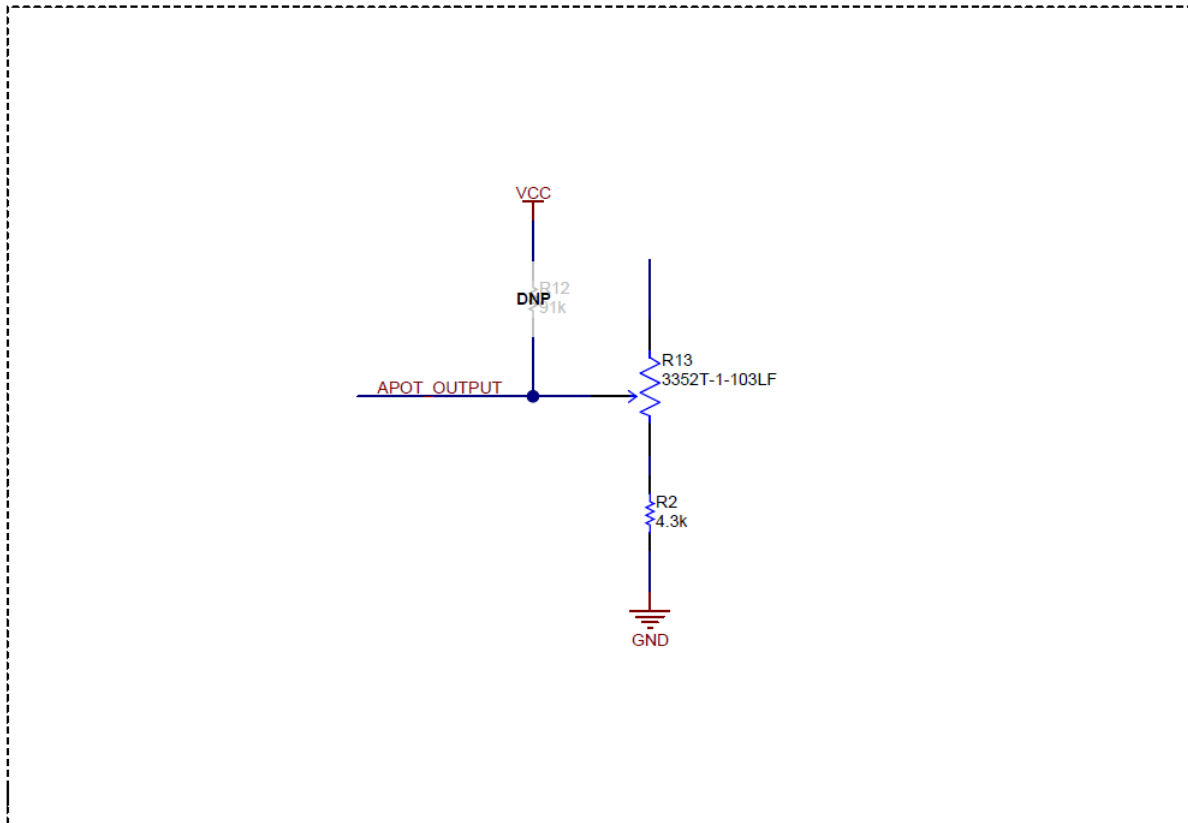 VCC
R12
DNP
91k
R13
3352T-1-103LF
APOT_OUTPUT
R2
4.3k
GND